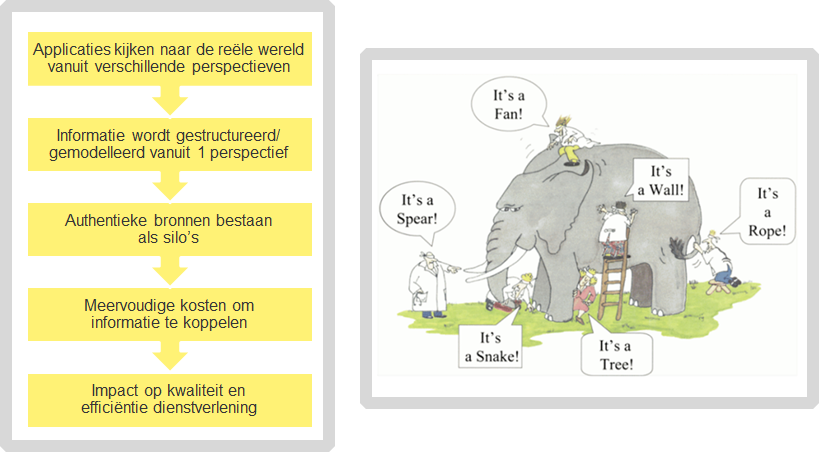 Applicaties kijken naar de reële wereld
vanuit verschillende perspectieven
Informatie wordt gestructureerd/
gemodelleerd vanuit 1 perspectief
Authentieke bronnen bestaan
als silo’s
Meervoudige kosten om
informatie te koppelen
Impact op kwaliteit en
efficiëntie dienstverlening
It’s a
Fan!
It’s
a Wall!
It’s a
Spear!
It’s
a
Rope!
It’s
a Snake!
It’s a
Tree!